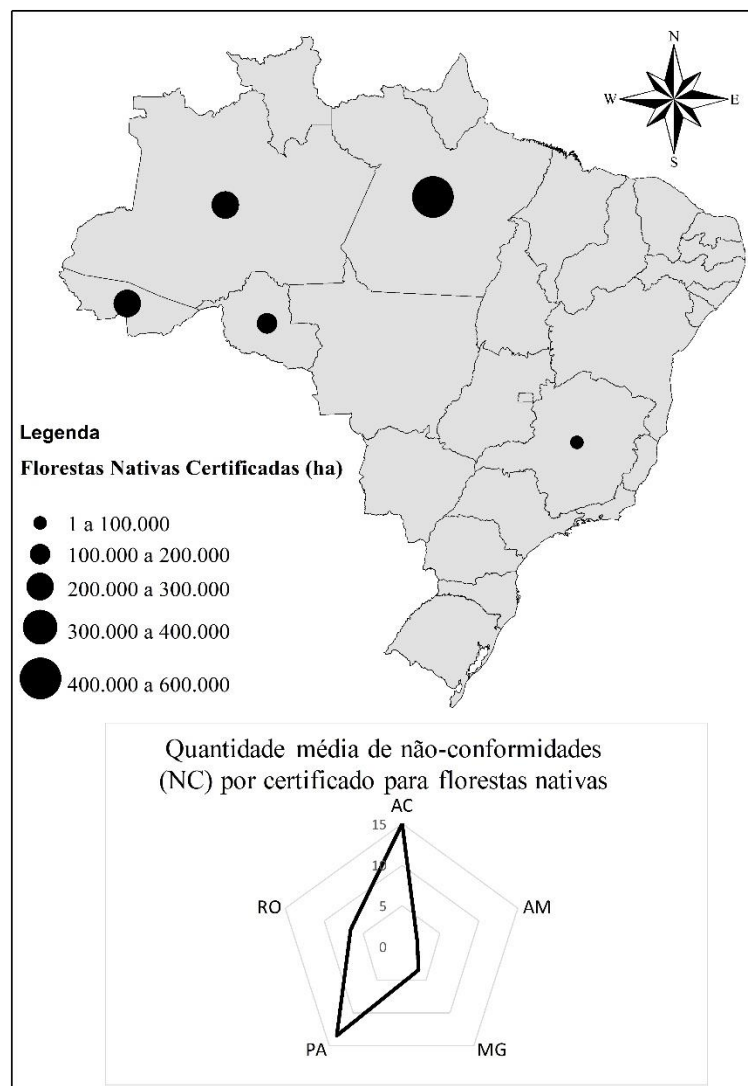 N
W
E
S
Legenda
Florestas Nativas Certificadas (ha)
1 a 100.000
100.000 a 200.000
200.000 a 300.000
300.000 a 400.000
400.000 a 600.000
Quantidade média de não-conformidades
(NC) por certificado para florestas nativas
AC
15
10
RO
AM
5
0
PA
MG